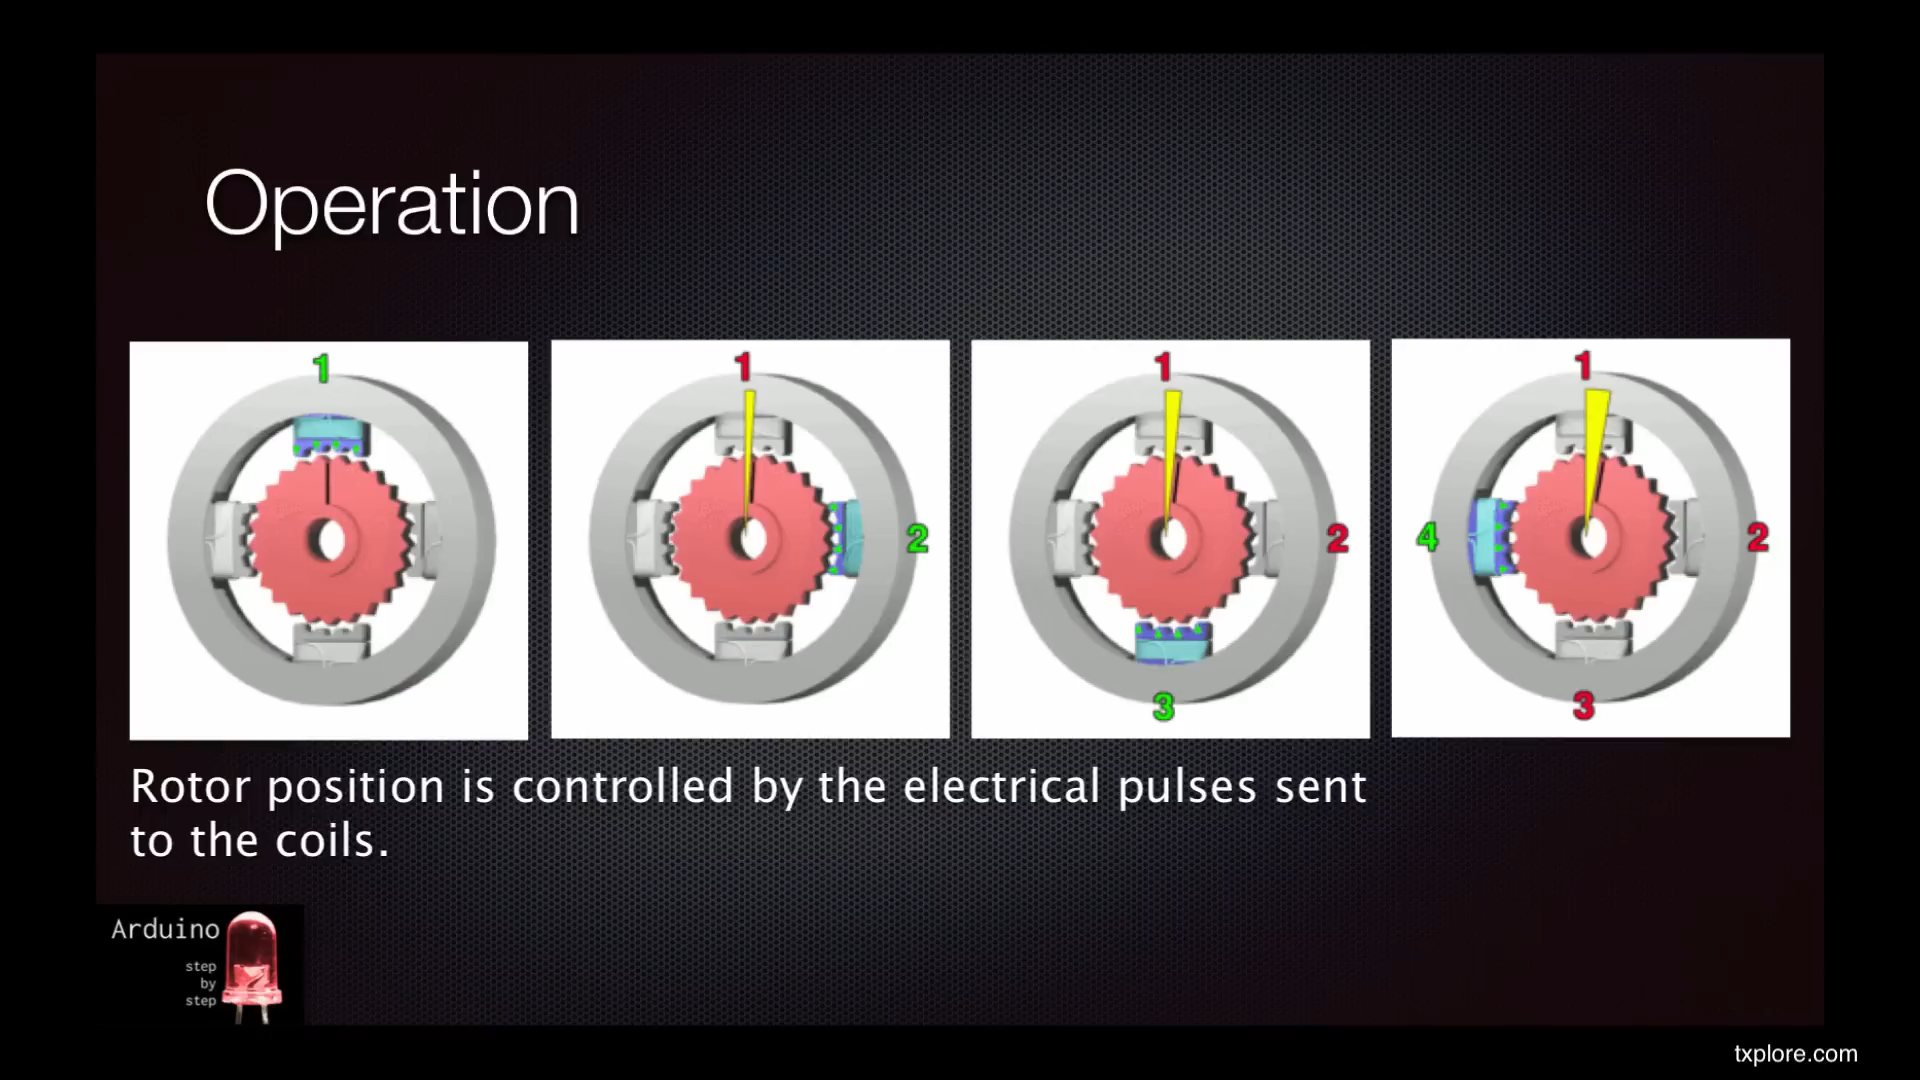 Operation
1
1
2
1
2
3
1
4
2
3
Rotor position is controlled by the electrical pulses sent
to the coils.
Arduino
step
by
step
txplore.com